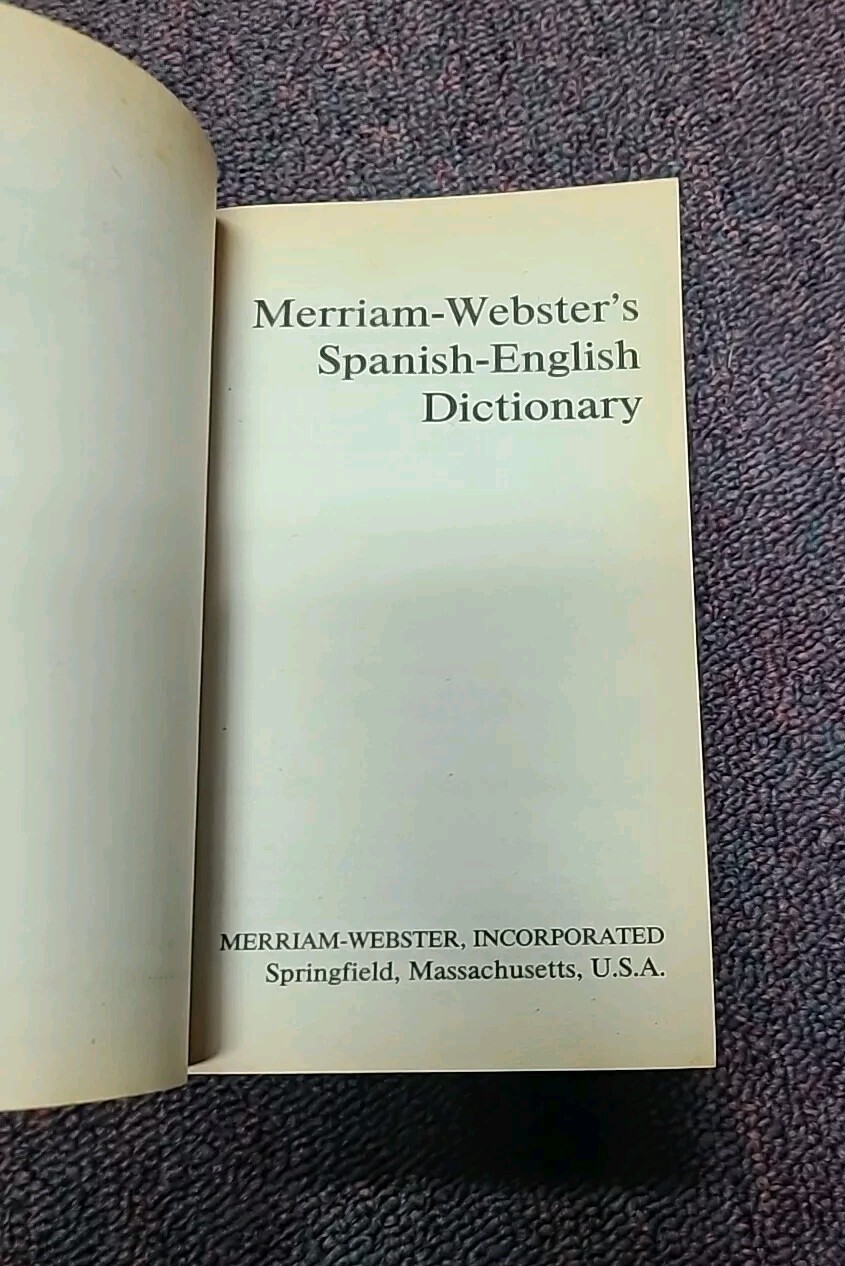 Merriam-Webster's
Spanish-English
Dictionary
MERRIAM-WEBSTER, INCORPORATED
Springfield, Massachusetts, U.S.A.